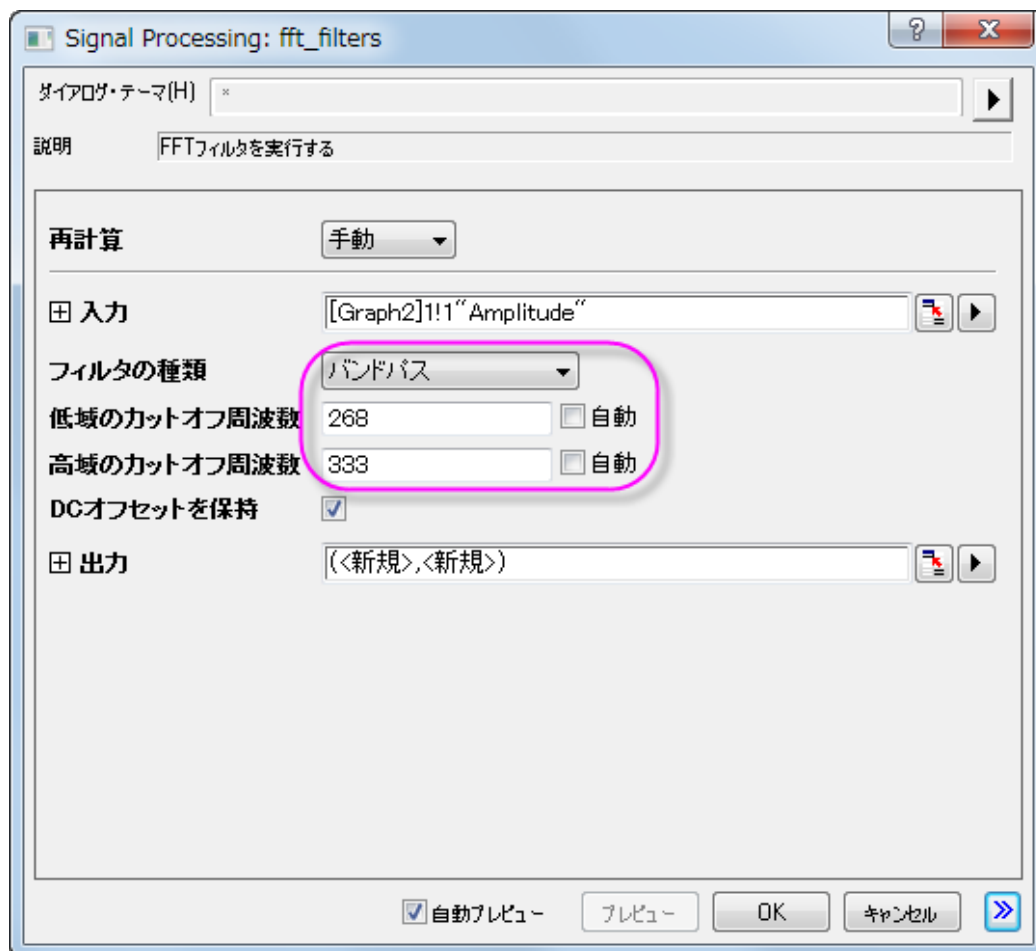 Signal Processing: fft_filters
ダイアログ・テーマ(H) *
説明 FFTフィルタを実行する
再計算 手動
入力 [Graph2]1!1"Amplitude"
フィルタの種類 バンドパス
低域のカットオフ周波数 268 自動
高域のカットオフ周波数 333 自動
DCオフセットを保持
出力 (<新規>,<新規>)
自動プレビュー プレビュー OK キャンセル